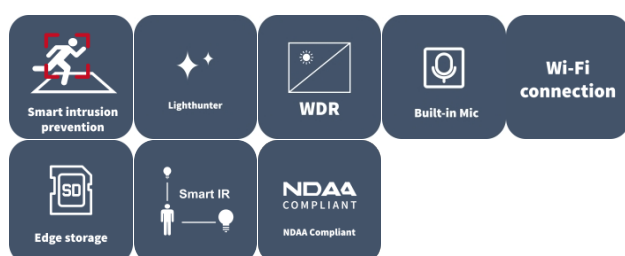 Smart intrusion
prevention
Lighthunter
WDR
Built-in Mic
Wi-Fi
connection
SD
Edge storage
Smart IR
NDAA
COMPLIANT
NDAA Compliant